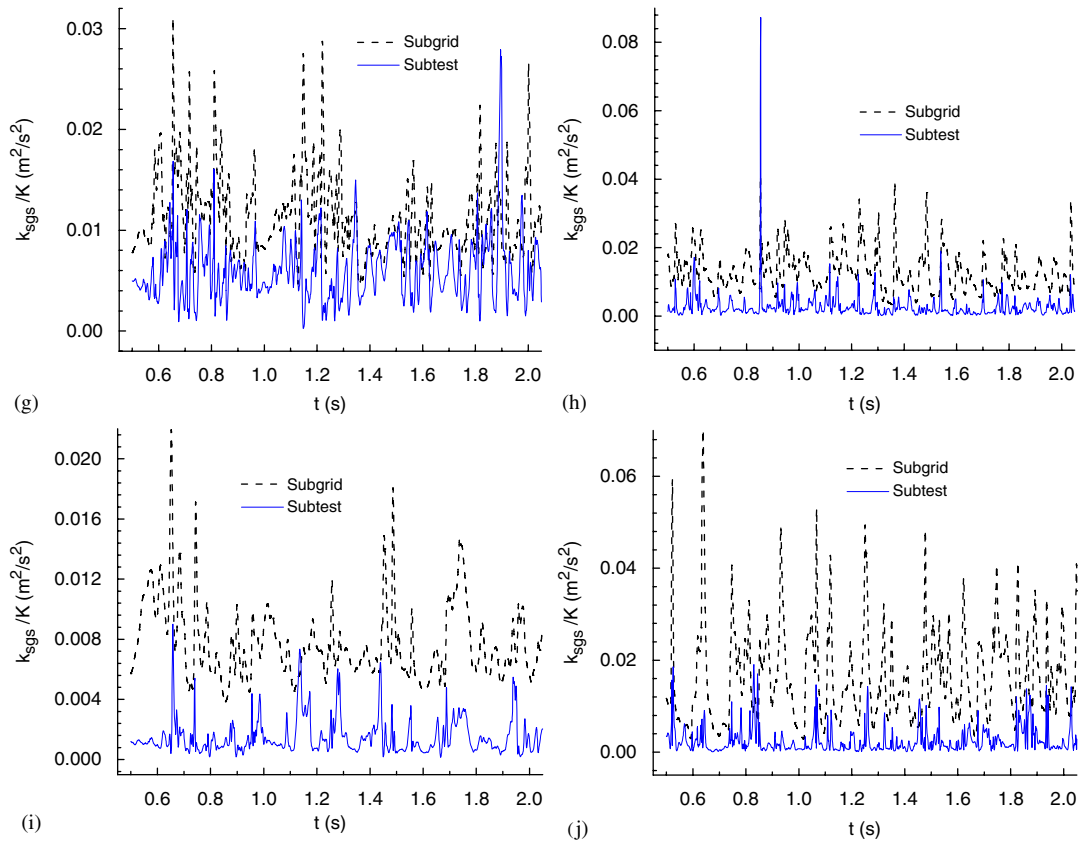 0.03
0.02
0.01
0.00
k_sgs /K (m²/s²)
Subgrid
Subtest
0.6 0.8 1.0 1.2 1.4 1.6 1.8 2.0
t (s)
(g)
0.08
0.06
0.04
0.02
0.00
k_sgs /K (m²/s²)
Subgrid
Subtest
0.6 0.8 1.0 1.2 1.4 1.6 1.8 2.0
t (s)
(h)
0.020
0.016
0.012
0.008
0.004
0.000
k_sgs /K (m²/s²)
Subgrid
Subtest
0.6 0.8 1.0 1.2 1.4 1.6 1.8 2.0
t (s)
(i)
0.06
0.04
0.02
0.00
k_sgs /K (m²/s²)
Subgrid
Subtest
0.6 0.8 1.0 1.2 1.4 1.6 1.8 2.0
t (s)
(j)